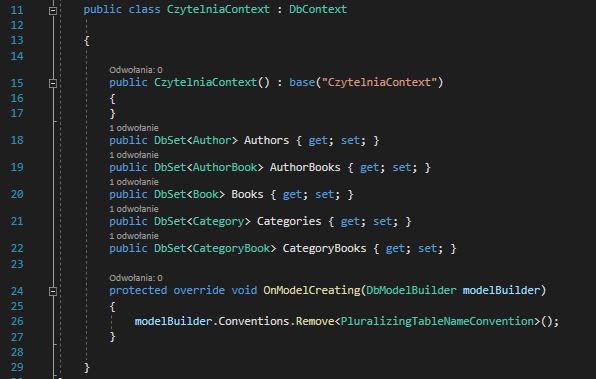 11 public class CzytelniaContext : DbContext
12
13 {
14
Odwołania: 0
15 public CzytelniaContext() : base("CzytelniaContext")
16 {
17 }
1 odwołanie
18 public DbSet<Author> Authors { get; set; }
1 odwołanie
19 public DbSet<AuthorBook> AuthorBooks { get; set; }
1 odwołanie
20 public DbSet<Book> Books { get; set; }
1 odwołanie
21 public DbSet<Category> Categories { get; set; }
1 odwołanie
22 public DbSet<CategoryBook> CategoryBooks { get; set; }
23
Odwołania: 0
24 protected override void OnModelCreating(DbModelBuilder modelBuilder)
25 {
26 modelBuilder.Conventions.Remove<PluralizingTableNameConvention>();
27 }
28
29 }